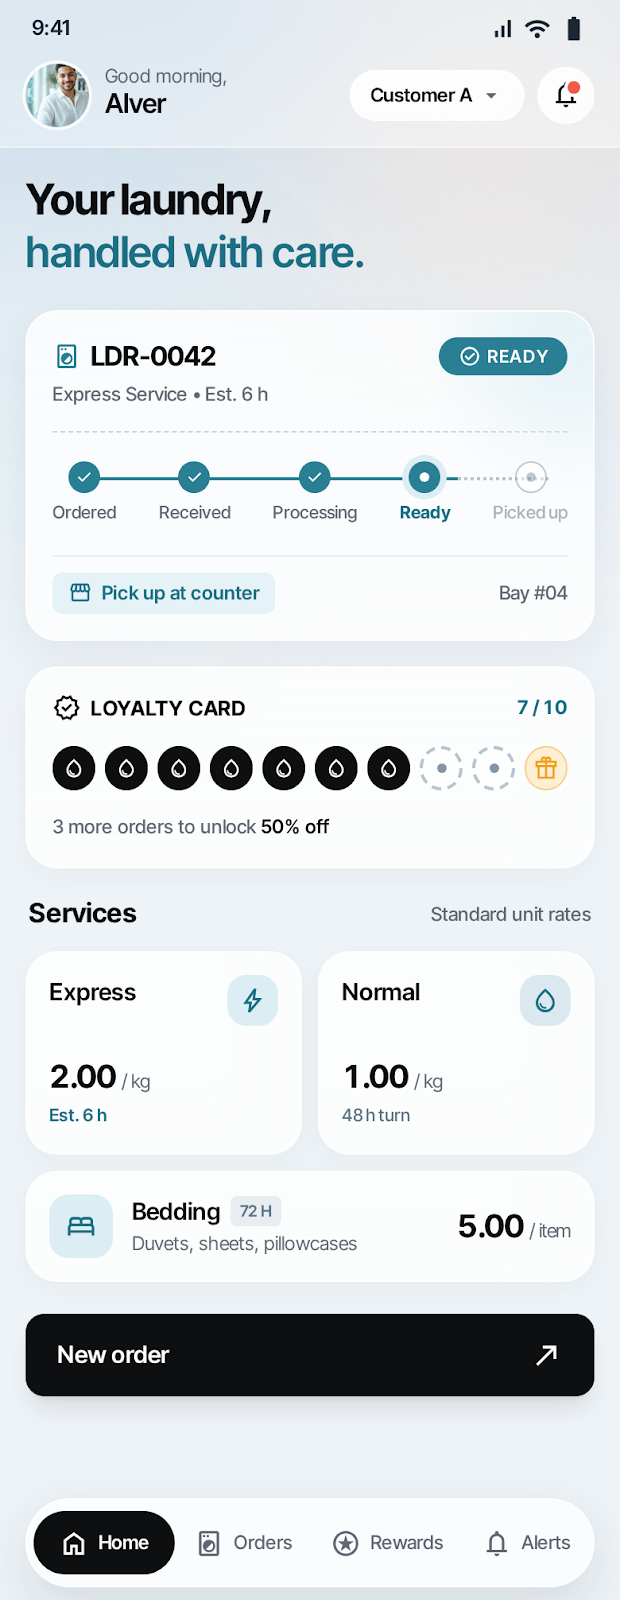 9:41
Good morning,
Alver
Customer A
Your laundry,
handled with care.
LDR-0042
READY
Express Service • Est. 6 h
Ordered
Received
Processing
Ready
Picked up
Pick up at counter
Bay #04
LOYALTY CARD
7 / 10
3 more orders to unlock 50% off
Services
Standard unit rates
Express
2.00 / kg
Est. 6 h
Normal
1.00 / kg
48 h turn
Bedding 72 H
Duvets, sheets, pillowcases
5.00 / item
New order
Home
Orders
Rewards
Alerts